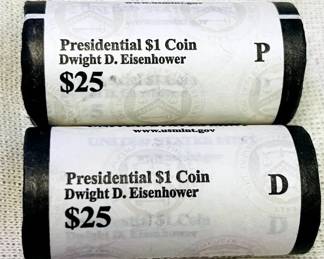 Presidential $1 Coin
Dwight D. Eisenhower
$25
P
www.usmint.gov
Presidential $1 Coin
Dwight D. Eisenhower
$25
D